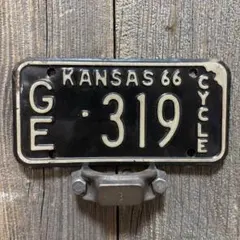 KANSAS 66
GE · 319
CYCLE